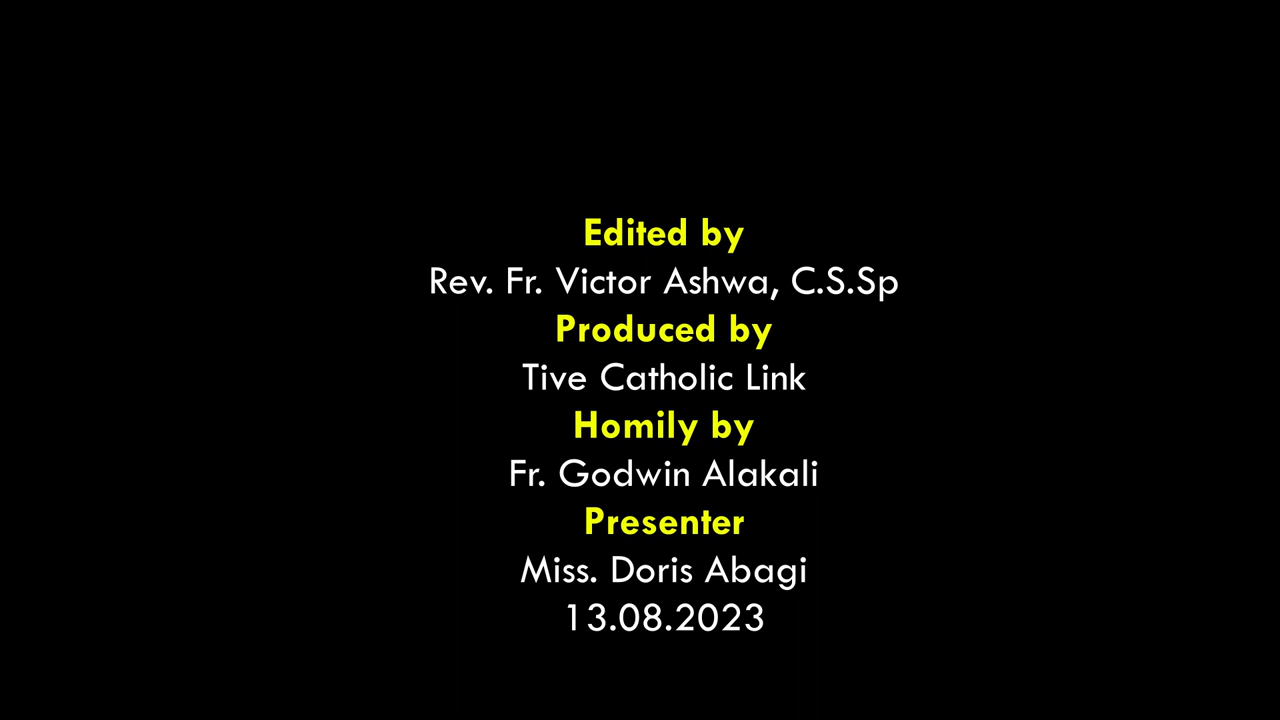 Edited by
Rev. Fr. Victor Ashwa, C.S.Sp
Produced by
Tive Catholic Link
Homily by
Fr. Godwin Alakali
Presenter
Miss. Doris Abagi
13.08.2023